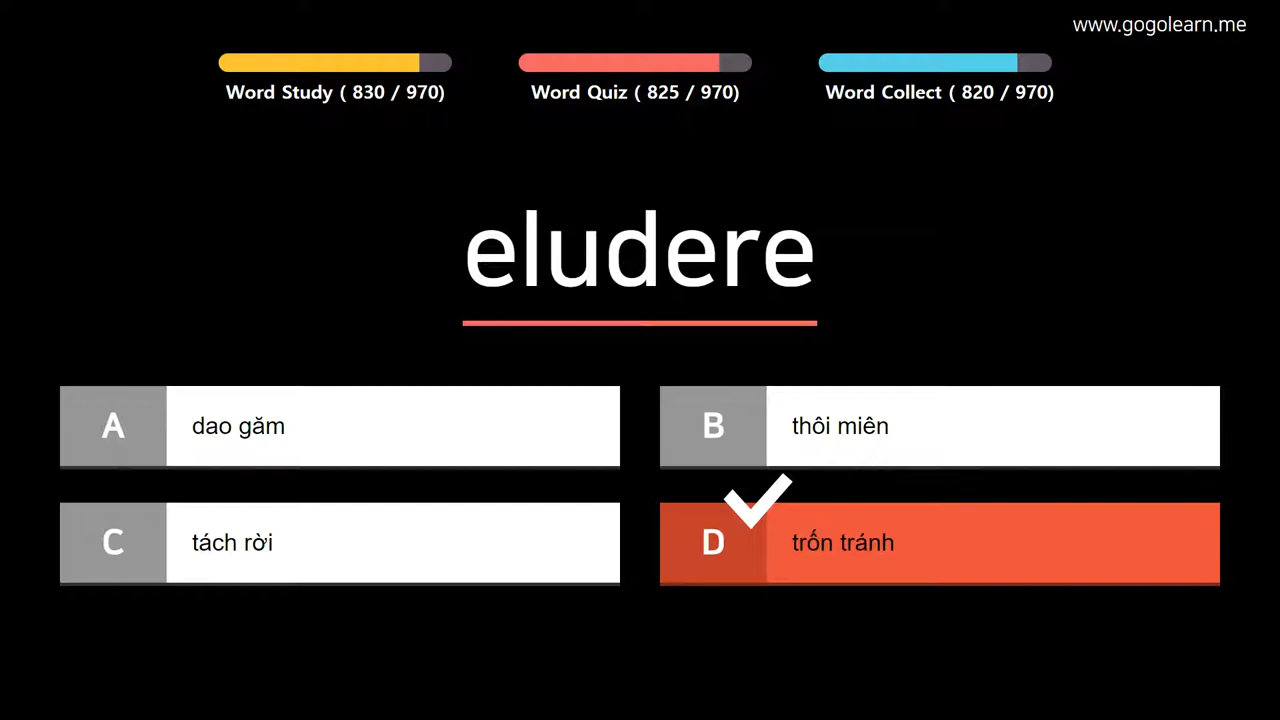 www.gogolearn.me
Word Study ( 830 / 970)
Word Quiz ( 825 / 970)
Word Collect ( 820 / 970)
eludere
A
dao găm
B
thôi miên
C
tách rời
D
trốn tránh